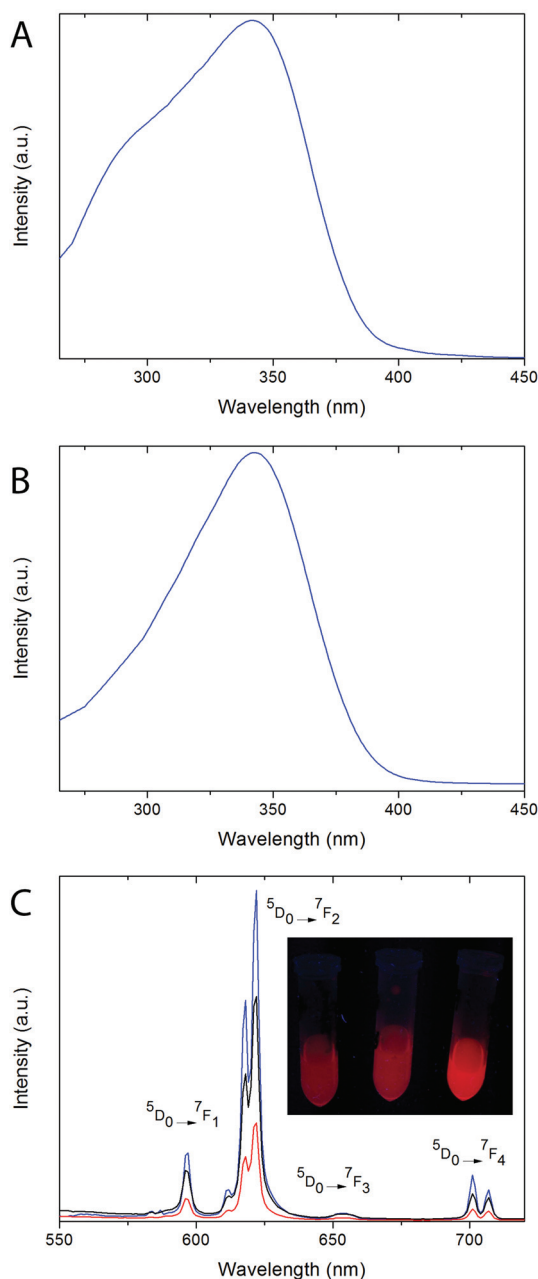 A
Intensity (a.u.)
300 350 400 450
Wavelength (nm)
B
Intensity (a.u.)
300 350 400 450
Wavelength (nm)
C
Intensity (a.u.)
⁵D₀ → ⁷F₂
⁵D₀ → ⁷F₁
⁵D₀ → ⁷F₃
⁵D₀ → ⁷F₄
550 600 650 700
Wavelength (nm)